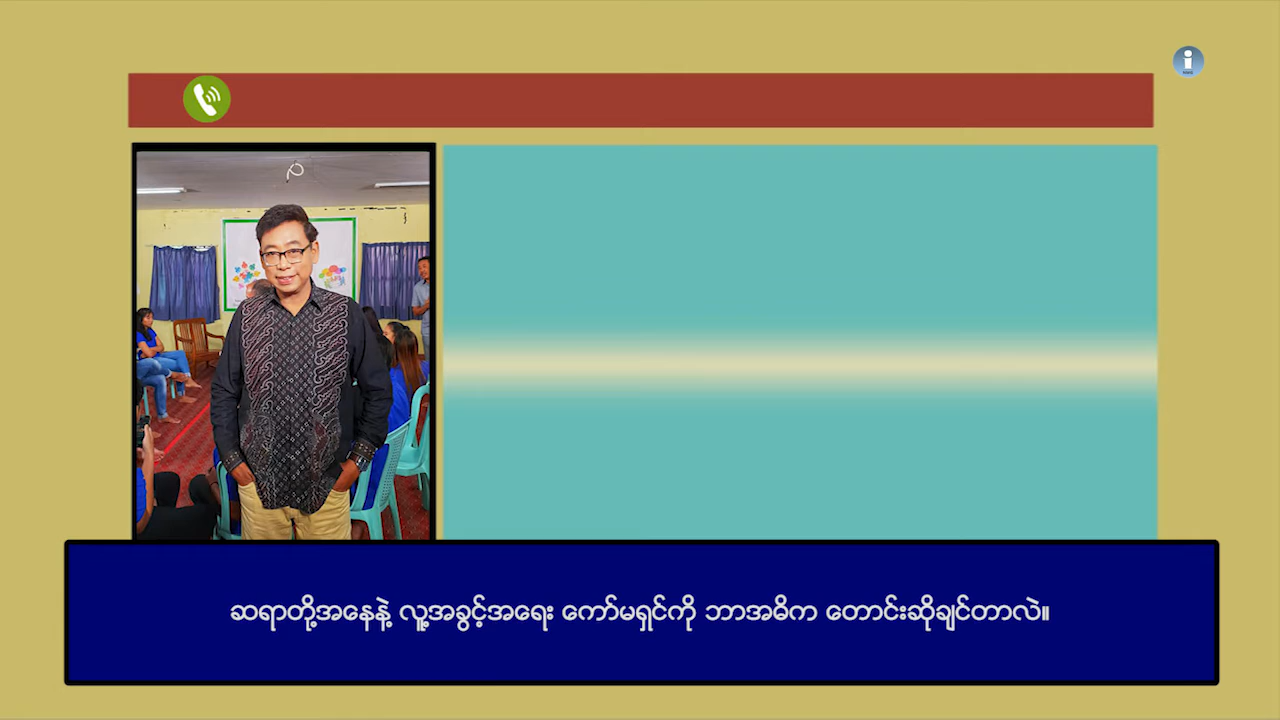 ဆရာတို့အနေနဲ့ လူ့အခွင့်အရေး ကော်မရှင်ကို ဘာအဓိက တောင်းဆိုချင်တာလဲ။